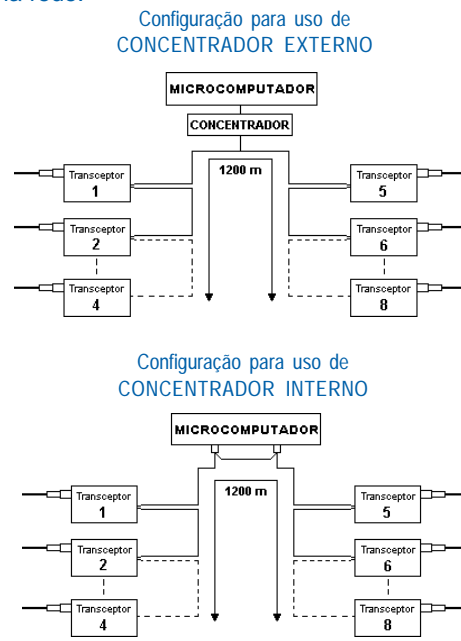 Configuração para uso de
CONCENTRADOR EXTERNO
MICROCOMPUTADOR
CONCENTRADOR
1200 m
Transceptor
1
Transceptor
5
Transceptor
2
Transceptor
6
Transceptor
4
Transceptor
8
Configuração para uso de
CONCENTRADOR INTERNO
MICROCOMPUTADOR
1200 m
Transceptor
1
Transceptor
5
Transceptor
2
Transceptor
6
Transceptor
4
Transceptor
8